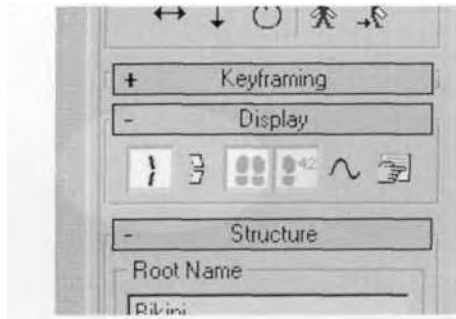 + Keyframing
- Display
42
- Structure
Root Name
Bikini